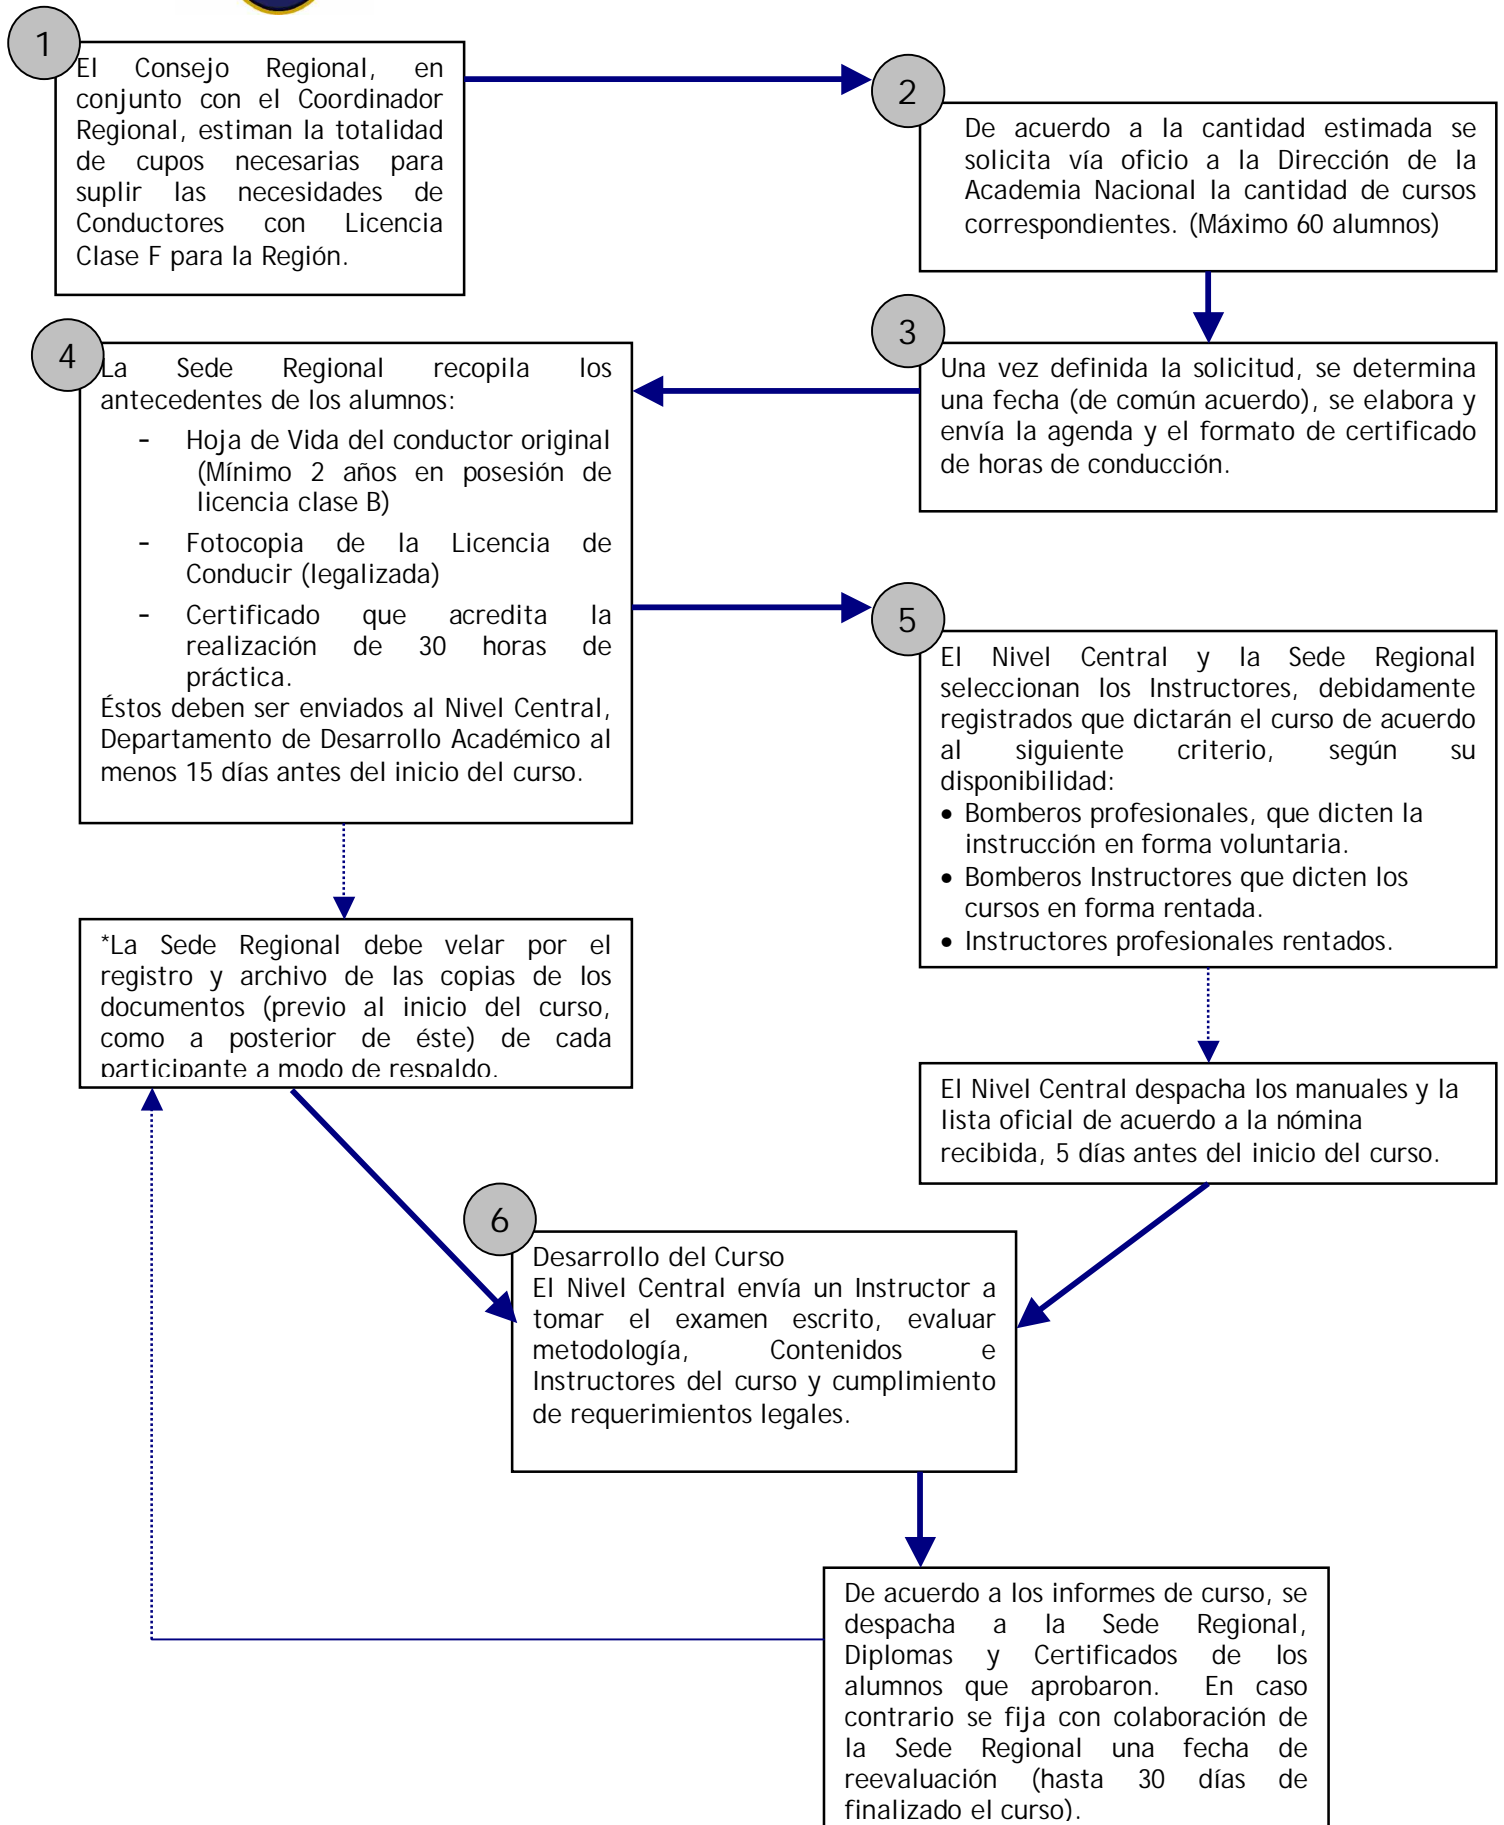 1
El Consejo Regional, en
conjunto con el Coordinador
Regional, estiman la totalidad
de cupos necesarias para
suplir las necesidades de
Conductores con Licencia
Clase F para la Región.
2
De acuerdo a la cantidad estimada se
solicita vía oficio a la Dirección de la
Academia Nacional la cantidad de cursos
correspondientes. (Máximo 60 alumnos)
3
Una vez definida la solicitud, se determina
una fecha (de común acuerdo), se elabora y
envía la agenda y el formato de certificado
de horas de conducción.
4
La Sede Regional recopila los
antecedentes de los alumnos:
- Hoja de Vida del conductor original
(Mínimo 2 años en posesión de
licencia clase B)
- Fotocopia de la Licencia de
Conducir (legalizada)
- Certificado que acredita la
realización de 30 horas de
práctica.
Éstos deben ser enviados al Nivel Central,
Departamento de Desarrollo Académico al
menos 15 días antes del inicio del curso.
5
El Nivel Central y la Sede Regional
seleccionan los Instructores, debidamente
registrados que dictarán el curso de acuerdo
al siguiente criterio, según su
disponibilidad:
• Bomberos profesionales, que dicten la
instrucción en forma voluntaria.
• Bomberos Instructores que dicten los
cursos en forma rentada.
• Instructores profesionales rentados.
*La Sede Regional debe velar por el
registro y archivo de las copias de los
documentos (previo al inicio del curso,
como a posterior de éste) de cada
participante a modo de respaldo.
El Nivel Central despacha los manuales y la
lista oficial de acuerdo a la nómina
recibida, 5 días antes del inicio del curso.
6
Desarrollo del Curso
El Nivel Central envía un Instructor a
tomar el examen escrito, evaluar
metodología, Contenidos e
Instructores del curso y cumplimiento
de requerimientos legales.
De acuerdo a los informes de curso, se
despacha a la Sede Regional,
Diplomas y Certificados de los
alumnos que aprobaron. En caso
contrario se fija con colaboración de
la Sede Regional una fecha de
reevaluación (hasta 30 días de
finalizado el curso).